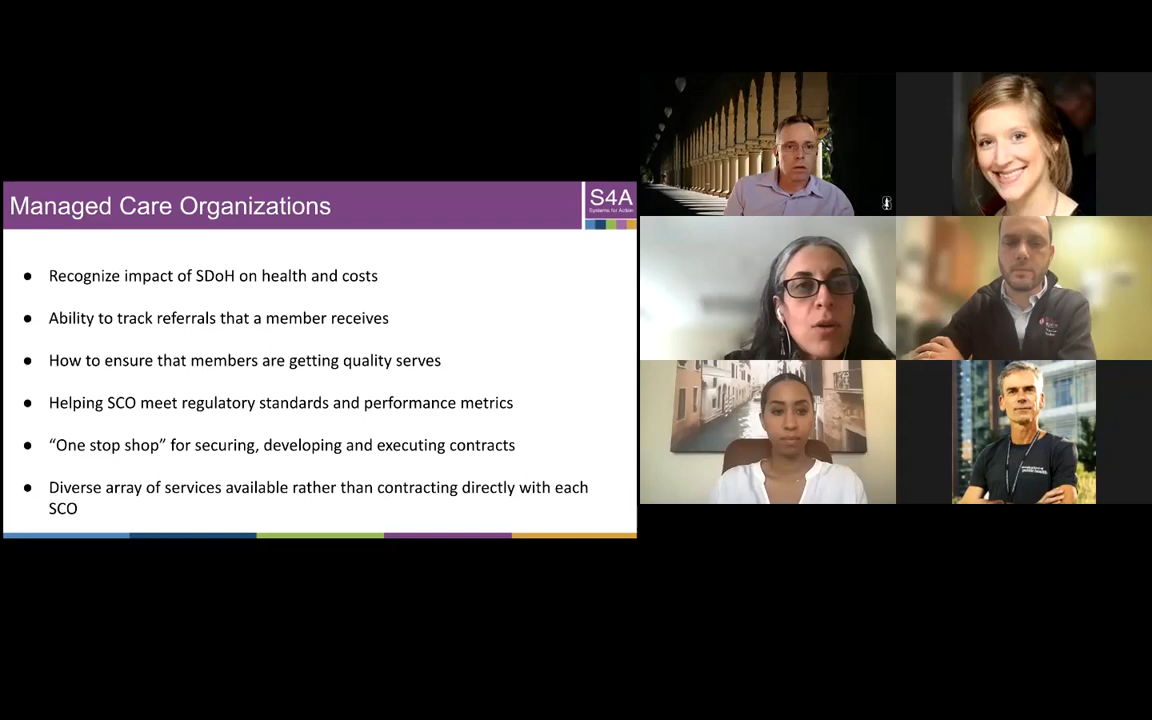 Managed Care Organizations
S4A
Systems for Action
● Recognize impact of SDoH on health and costs
● Ability to track referrals that a member receives
● How to ensure that members are getting quality serves
● Helping SCO meet regulatory standards and performance metrics
● “One stop shop” for securing, developing and executing contracts
● Diverse array of services available rather than contracting directly with each
SCO
public health